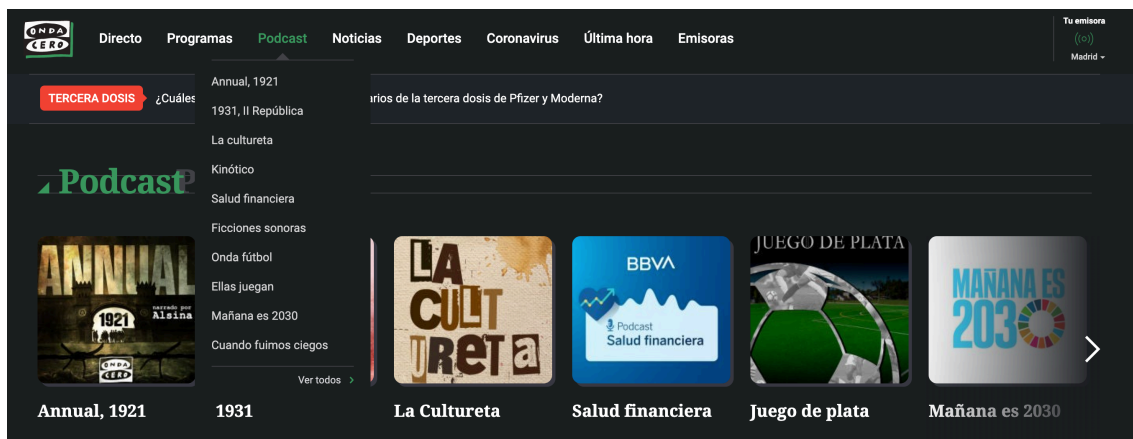 ONDA
CERO
Directo
Programas
Podcast
Noticias
Deportes
Coronavirus
Última hora
Emisoras
Tu emisora
Madrid
TERCERA DOSIS
¿Cuáles
arios de la tercera dosis de Pfizer y Moderna?
Annual, 1921
1931, II República
La cultureta
Kinótico
Salud financiera
Ficciones sonoras
Onda fútbol
Ellas juegan
Mañana es 2030
Cuando fuimos ciegos
Ver todos
Podcast
ANNUAL
1921
narrado por
Alsina
ONDA
CERO
LA
CULT
URETA
BBVA
Podcast
Salud financiera
JUEGO DE PLATA
MAÑANA ES
2030
Annual, 1921
1931
La Cultureta
Salud financiera
Juego de plata
Mañana es 2030